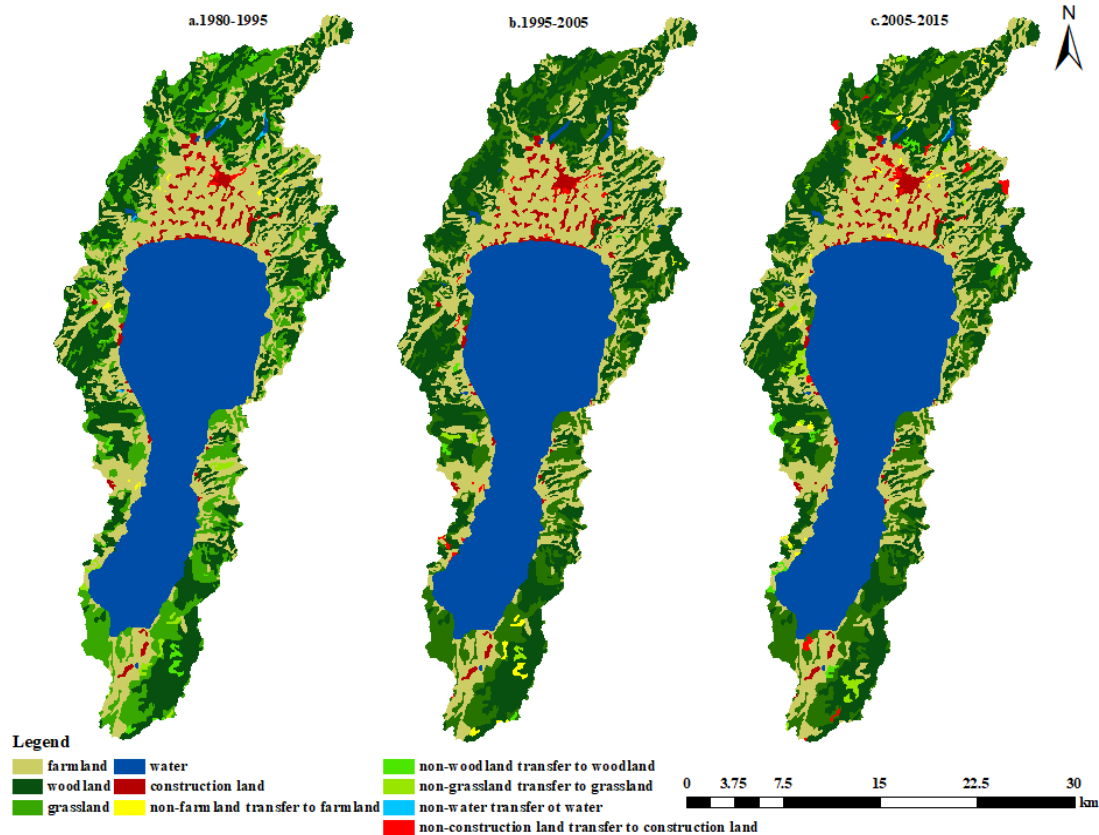 a.1980-1995
b.1995-2005
c.2005-2015
N
Legend
farmland
water
woodland
construction land
grassland
non-farmland transfer to farmland
non-woodland transfer to woodland
non-grassland transfer to grassland
non-water transfer ot water
non-construction land transfer to construction land
0 3.75 7.5 15 22.5 30
km